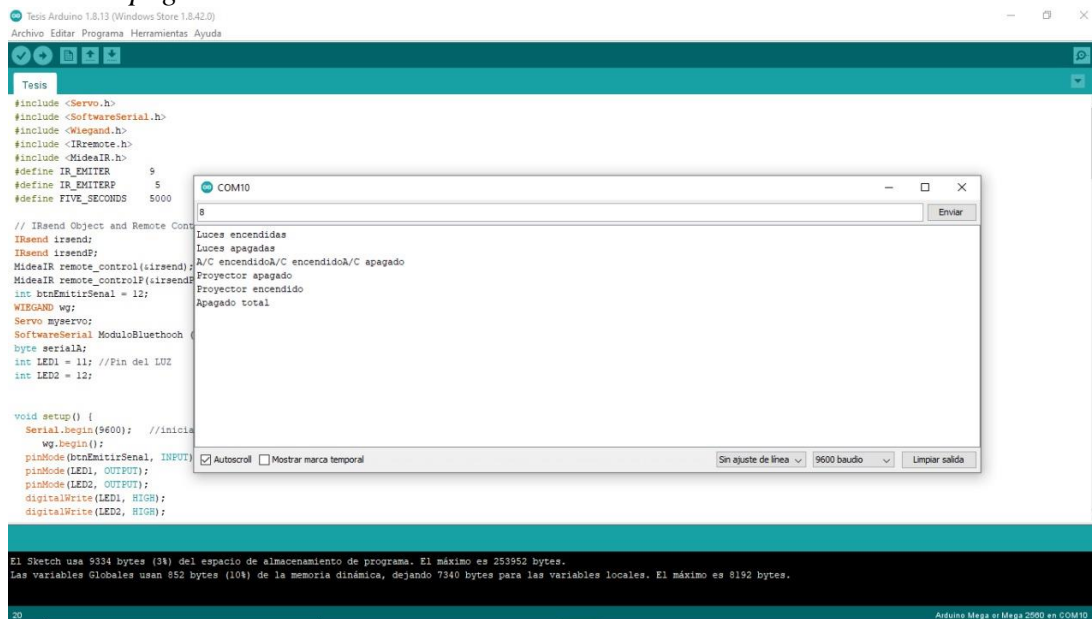 Tesis Arduino 1.8.13 (Windows Store 1.8.42.0)
Archivo Editar Programa Herramientas Ayuda
Tesis
#include <Servo.h>
#include <SoftwareSerial.h>
#include <Wiegand.h>
#include <IRremote.h>
#include <MideaIR.h>
#define IR_EMITER 9
#define IR_EMITERP 5
#define FIVE_SECONDS 5000
// IRsend Object and Remote Cont
IRsend irsend;
IRsend irsendP;
MideaIR remote_control(&irsend);
MideaIR remote_controlP(&irsendP
int btnEmitirSenal = 12;
WIEGAND wg;
Servo myservo;
SoftwareSerial ModuloBluethooh (
byte serialA;
int LED1 = 11; //Pin del LUZ
int LED2 = 12;
void setup() {
Serial.begin(9600); //inicia
wg.begin();
pinMode(btnEmitirSenal, INPUT)
pinMode(LED1, OUTPUT);
pinMode(LED2, OUTPUT);
digitalWrite(LED1, HIGH);
digitalWrite(LED2, HIGH);
COM10
8
Enviar
Luces encendidas
Luces apagadas
A/C encendidoA/C encendidoA/C apagado
Proyector apagado
Proyector encendido
Apagado total
Autoscroll Mostrar marca temporal Sin ajuste de línea 9600 baudio Limpiar salida
El Sketch usa 9334 bytes (3%) del espacio de almacenamiento de programa. El máximo es 253952 bytes.
Las variables Globales usan 852 bytes (10%) de la memoria dinámica, dejando 7340 bytes para las variables locales. El máximo es 8192 bytes.
20 Arduino Mega or Mega 2560 en COM10